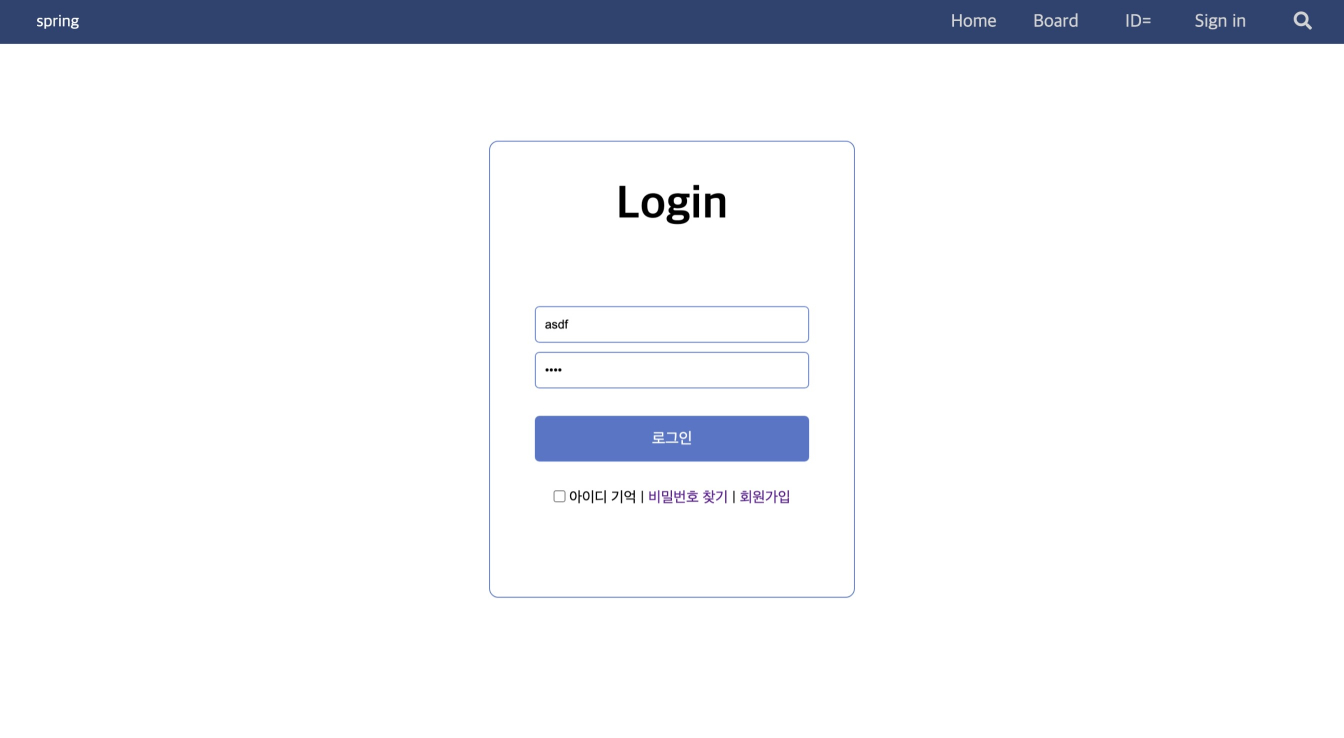 spring Home Board ID= Sign in
Login
asdf
••••
로그인
아이디 기억 | 비밀번호 찾기 | 회원가입